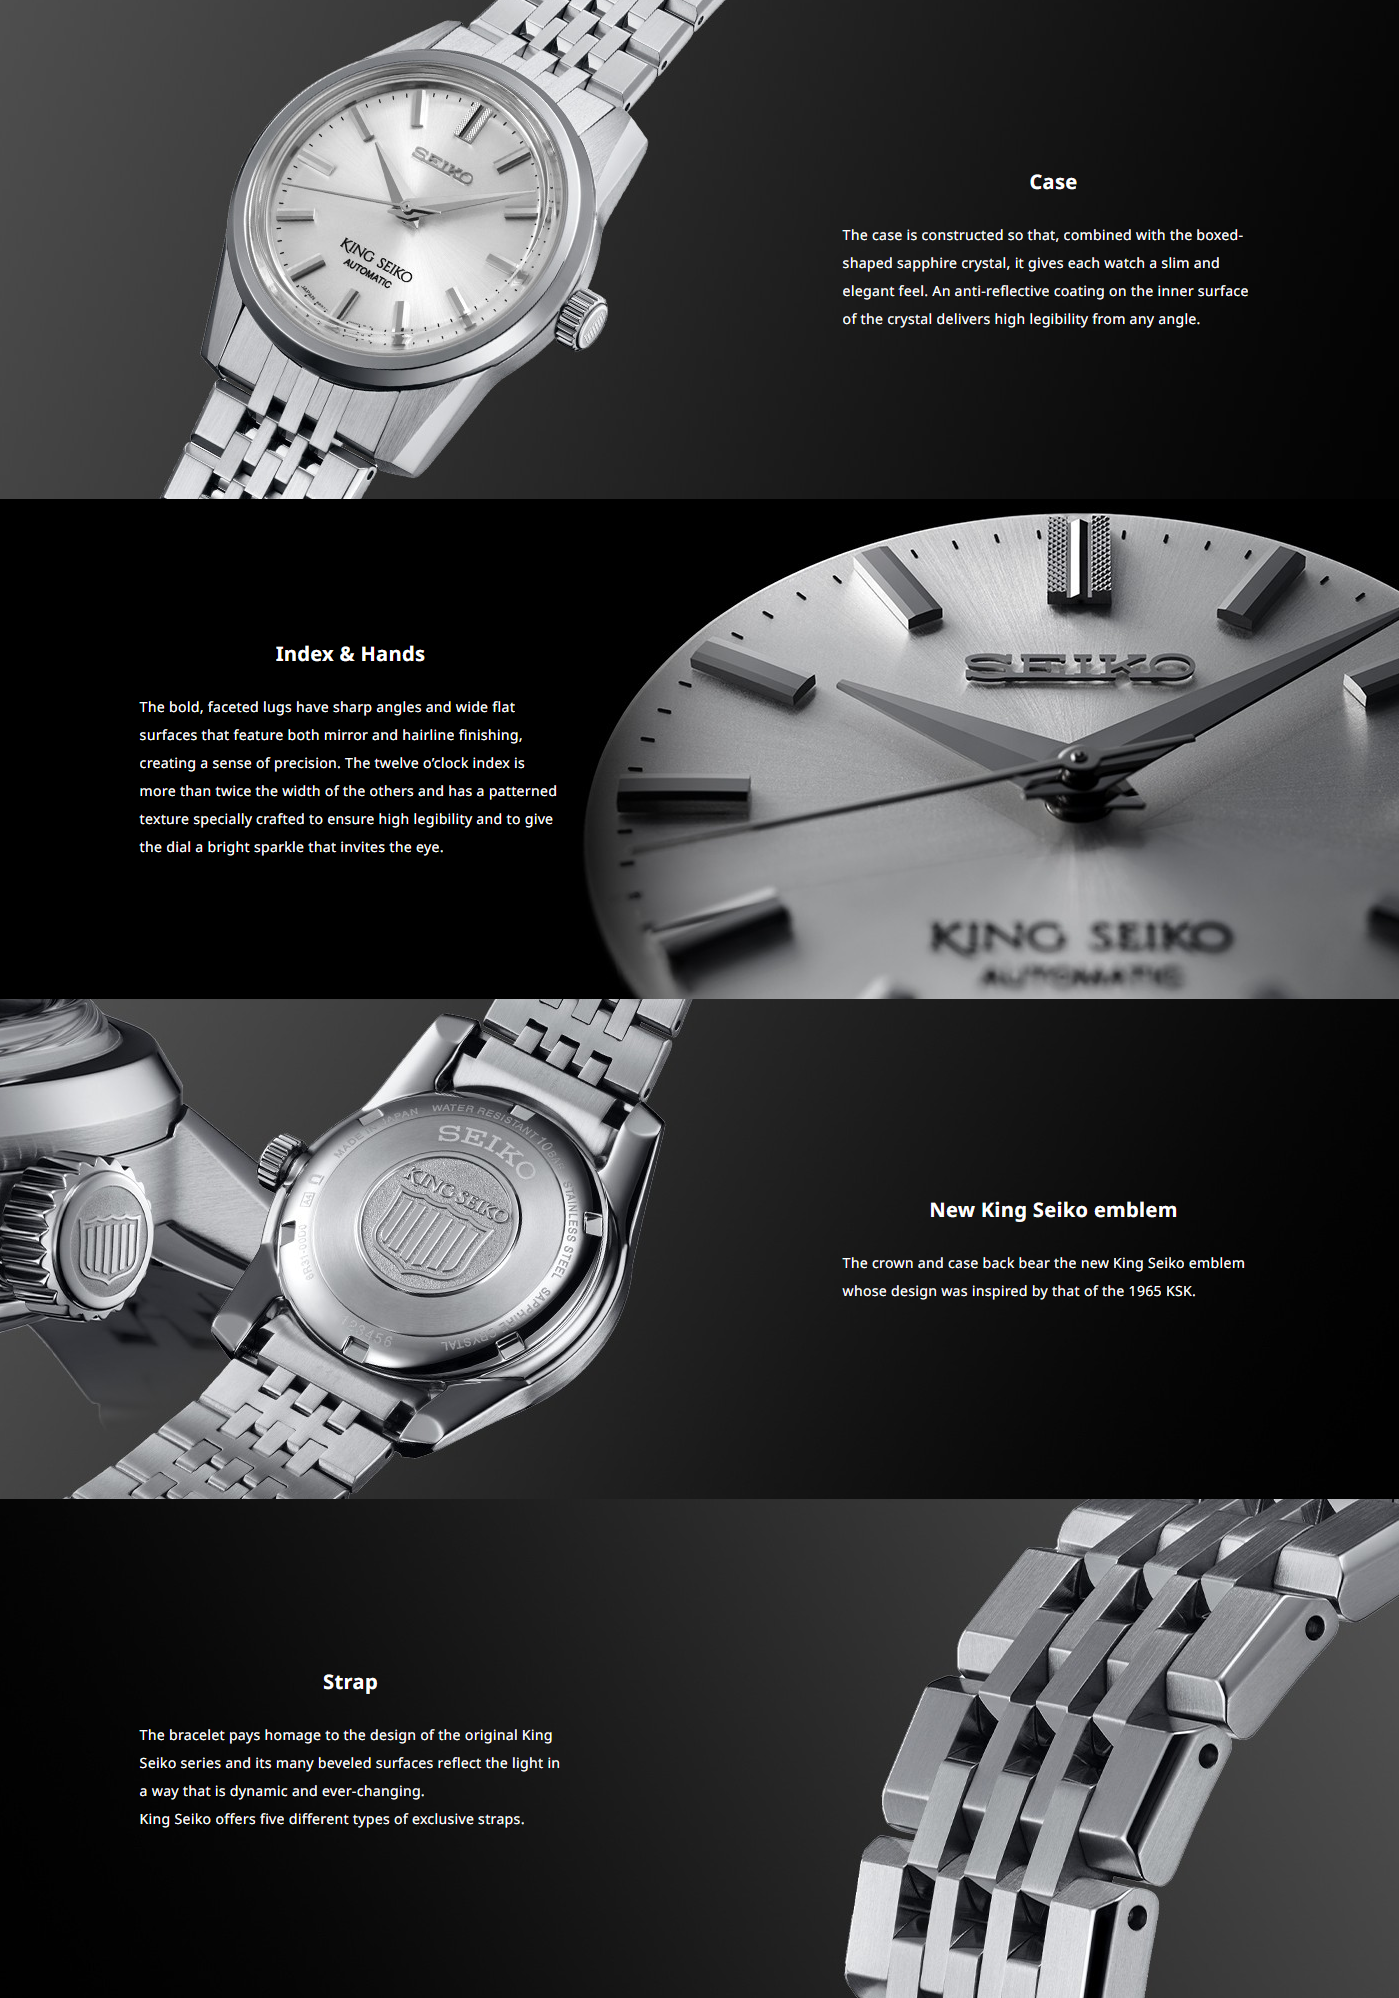 SEIKO
KING SEIKO
AUTOMATIC
Case
The case is constructed so that, combined with the boxed-
shaped sapphire crystal, it gives each watch a slim and
elegant feel. An anti-reflective coating on the inner surface
of the crystal delivers high legibility from any angle.
Index & Hands
The bold, faceted lugs have sharp angles and wide flat
surfaces that feature both mirror and hairline finishing,
creating a sense of precision. The twelve o’clock index is
more than twice the width of the others and has a patterned
texture specially crafted to ensure high legibility and to give
the dial a bright sparkle that invites the eye.
SEIKO
KING SEIKO
AUTOMATIC
MADE IN JAPAN WATER RESISTANT 10BAR STAINLESS STEEL SAPPHIRE CRYSTAL
SEIKO
KING SEIKO
123456
New King Seiko emblem
The crown and case back bear the new King Seiko emblem
whose design was inspired by that of the 1965 KSK.
Strap
The bracelet pays homage to the design of the original King
Seiko series and its many beveled surfaces reflect the light in
a way that is dynamic and ever-changing.
King Seiko offers five different types of exclusive straps.